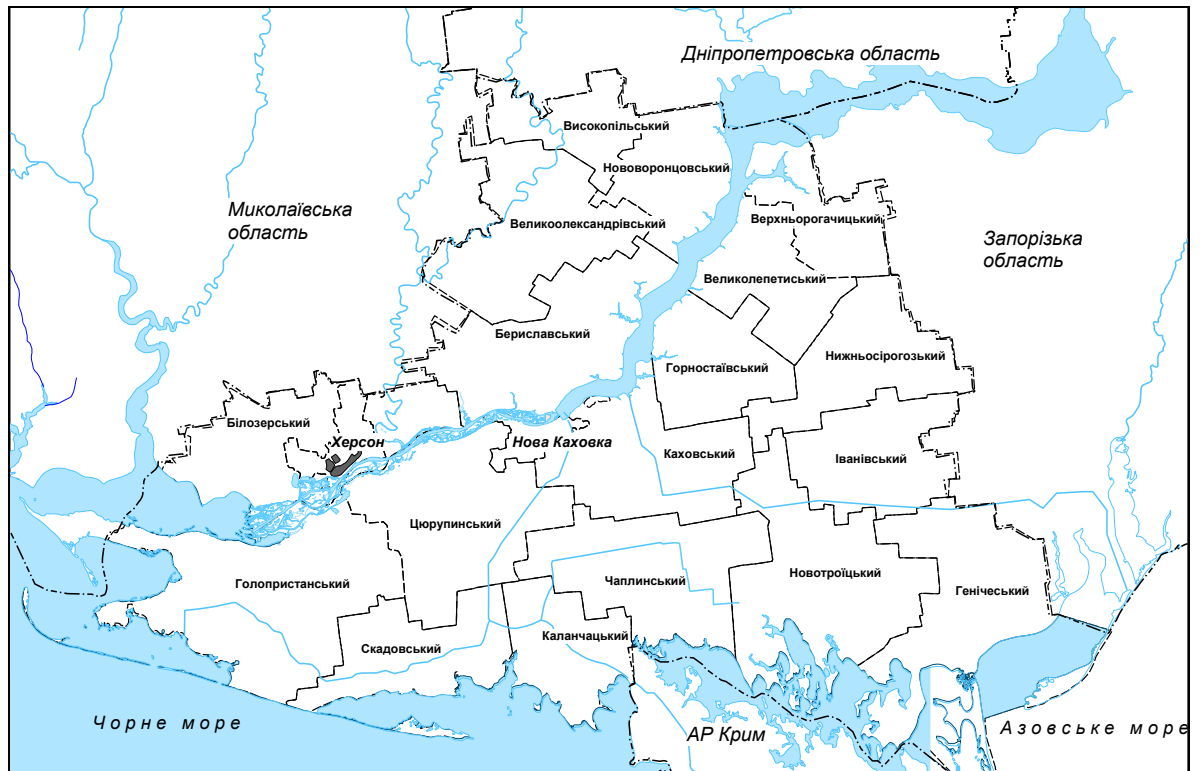 Дніпропетровська область
Високопільський
Нововоронцовський
Миколаївська
область
Великоолександрівський
Верхньорогачицький
Запорізька
область
Великолепетиський
Бериславський
Нижньосірогозький
Горностаївський
Білозерський
Херсон
Нова Каховка
Каховський
Іванівський
Цюрупинський
Голопристанський
Чаплинський
Новотроїцький
Генічеський
Скадовський
Каланчацький
Чорне море
АР Крим
Азовське море